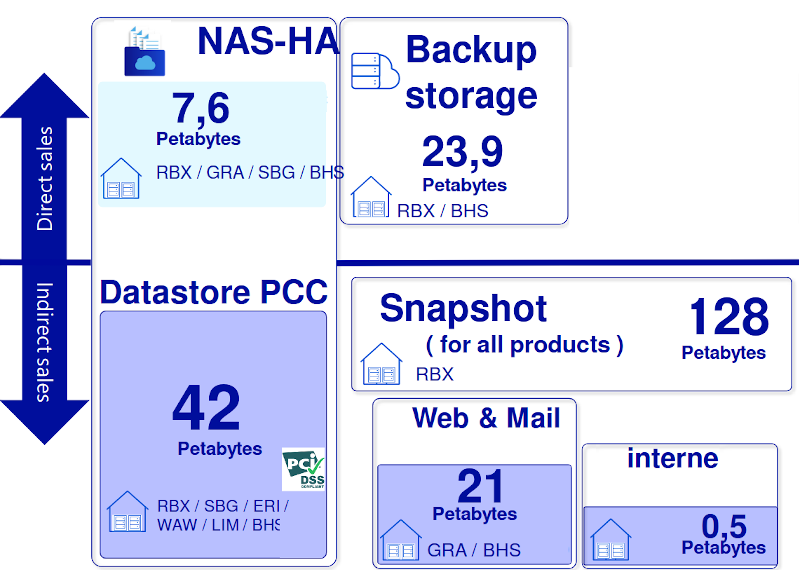 NAS-HA
7,6
Petabytes
RBX / GRA / SBG / BHS
Backup
storage
23,9
Petabytes
RBX / BHS
Direct sales
Indirect sales
Datastore PCC
42
Petabytes
PCI
DSS
COMPLIANT
RBX / SBG / ERI /
WAW / LIM / BHS
Snapshot
( for all products )
128
Petabytes
RBX
Web & Mail
21
Petabytes
GRA / BHS
interne
0,5
Petabytes